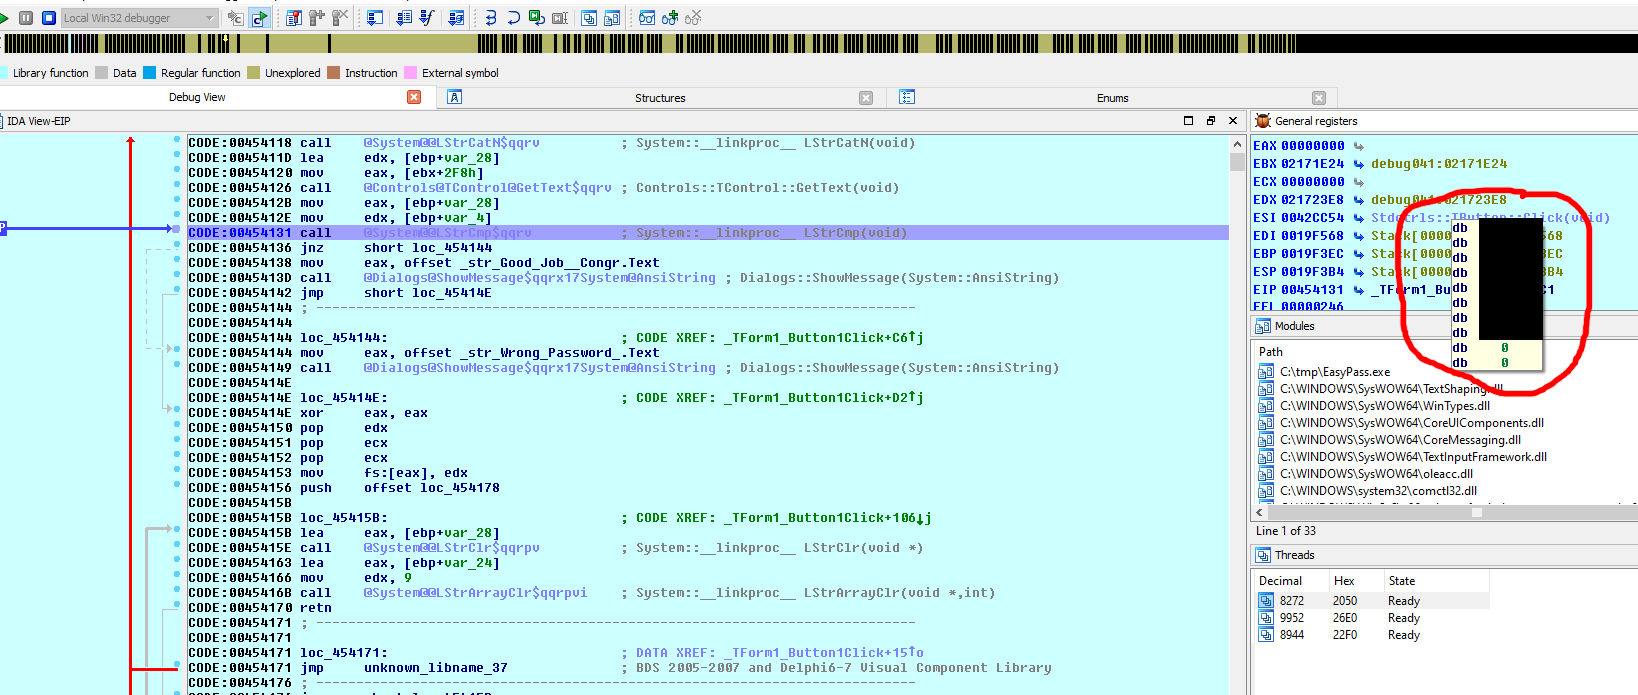 Local Win32 debugger
Library function Data Regular function Unexplored Instruction External symbol
Debug View Structures Enums
IDA View-EIP
CODE:00454118 call @System@@LStrCatN$qqrv ; System::__linkproc__ LStrCatN(void)
CODE:0045411D lea edx, [ebp+var_28]
CODE:00454120 mov eax, [ebx+2F8h]
CODE:00454126 call @Controls@TControl@GetText$qqrv ; Controls::TControl::GetText(void)
CODE:0045412B mov eax, [ebp+var_28]
CODE:0045412E mov edx, [ebp+var_4]
CODE:00454131 call @System@@LStrCmp$qqrv ; System::__linkproc__ LStrCmp(void)
CODE:00454136 jnz short loc_454144
CODE:00454138 mov eax, offset _str_Good_Job__Congr.Text
CODE:0045413D call @Dialogs@ShowMessage$qqrx17System@AnsiString ; Dialogs::ShowMessage(System::AnsiString)
CODE:00454142 jmp short loc_45414E
CODE:00454144 ; ---------------------------------------------------------------------------
CODE:00454144
CODE:00454144 loc_454144: ; CODE XREF: _TForm1_Button1Click+C6↑j
CODE:00454144 mov eax, offset _str_Wrong_Password_.Text
CODE:00454149 call @Dialogs@ShowMessage$qqrx17System@AnsiString ; Dialogs::ShowMessage(System::AnsiString)
CODE:0045414E
CODE:0045414E loc_45414E: ; CODE XREF: _TForm1_Button1Click+D2↑j
CODE:0045414E xor eax, eax
CODE:00454150 pop edx
CODE:00454151 pop ecx
CODE:00454152 pop ecx
CODE:00454153 mov fs:[eax], edx
CODE:00454156 push offset loc_454178
CODE:0045415B
CODE:0045415B loc_45415B: ; CODE XREF: _TForm1_Button1Click+106↓j
CODE:0045415B lea eax, [ebp+var_28]
CODE:0045415E call @System@@LStrClr$qqrpv ; System::__linkproc__ LStrClr(void *)
CODE:00454163 lea eax, [ebp+var_24]
CODE:00454166 mov edx, 9
CODE:0045416B call @System@@LStrArrayClr$qqrpvi ; System::__linkproc__ LStrArrayClr(void *,int)
CODE:00454170 retn
CODE:00454171 ; ---------------------------------------------------------------------------
CODE:00454171
CODE:00454171 loc_454171: ; DATA XREF: _TForm1_Button1Click+15↑o
CODE:00454171 jmp unknown_libname_37 ; BDS 2005-2007 and Delphi6-7 Visual Component Library
CODE:00454176 ; ---------------------------------------------------------------------------
General registers
EAX 00000000
EBX 02171E24 debug041:02171E24
ECX 00000000
EDX 021723E8 debug041:021723E8
ESI 0042CC54 Stdctrls::TButton::Click(void)
EDI 0019F568 Stack[0000 568
EBP 0019F3EC Stack[0000 3EC
ESP 0019F3B4 Stack[0000 3B4
EIP 00454131 _TForm1_Bu C1
EFL 00000246
db
db
db
db
db
db
db
db
db 0
db 0
Modules
Path
C:\tmp\EasyPass.exe
C:\WINDOWS\SysWOW64\TextShaping.dll
C:\WINDOWS\SysWOW64\WinTypes.dll
C:\WINDOWS\SysWOW64\CoreUIComponents.dll
C:\WINDOWS\SysWOW64\CoreMessaging.dll
C:\WINDOWS\SysWOW64\TextInputFramework.dll
C:\WINDOWS\SysWOW64\oleacc.dll
C:\WINDOWS\system32\comctl32.dll
Line 1 of 33
Threads
Decimal Hex State
8272 2050 Ready
9952 26E0 Ready
8944 22F0 Ready